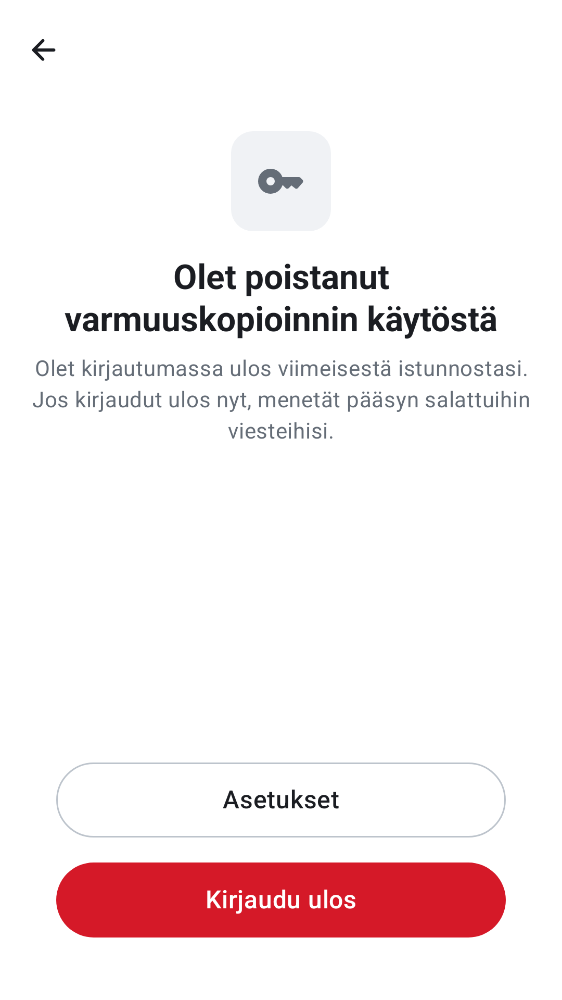 Olet poistanut
varmuuskopioinnin käytöstä
Olet kirjautumassa ulos viimeisestä istunnostasi.
Jos kirjaudut ulos nyt, menetät pääsyn salattuihin
viesteihisi.
Asetukset
Kirjaudu ulos